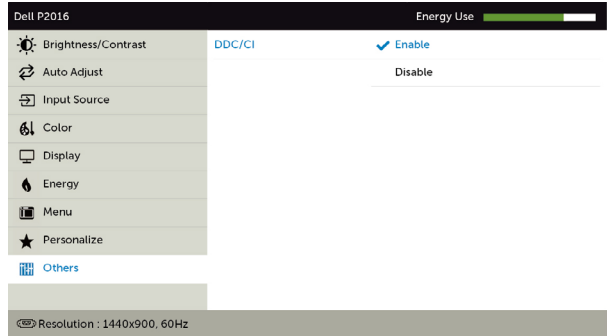 Dell P2016
Energy Use
Brightness/Contrast
DDC/CI
Enable
Auto Adjust
Disable
Input Source
Color
Display
Energy
Menu
Personalize
Others
Resolution : 1440x900, 60Hz